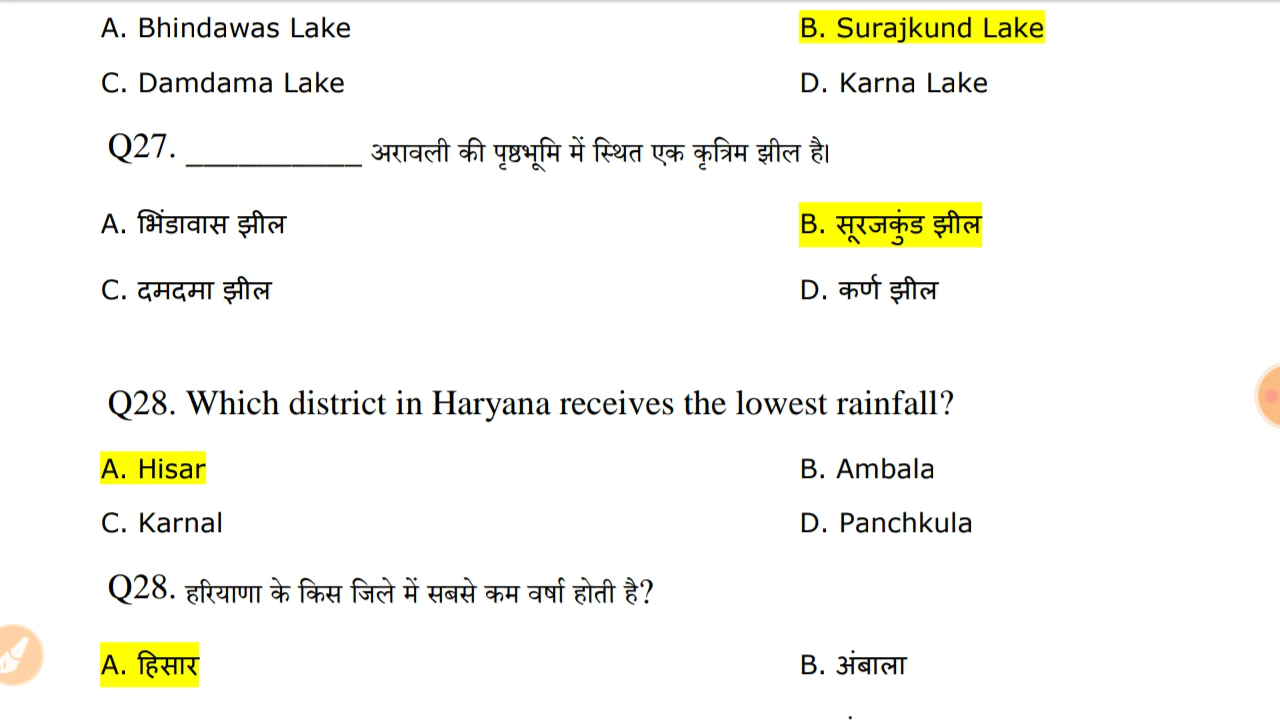 A. Bhindawas Lake B. Surajkund Lake
C. Damdama Lake D. Karna Lake
Q27. __________ अरावली की पृष्ठभूमि में स्थित एक कृत्रिम झील है।
A. भिंडावास झील B. सूरजकुंड झील
C. दमदमा झील D. कर्ण झील
Q28. Which district in Haryana receives the lowest rainfall?
A. Hisar B. Ambala
C. Karnal D. Panchkula
Q28. हरियाणा के किस जिले में सबसे कम वर्षा होती है?
A. हिसार B. अंबाला